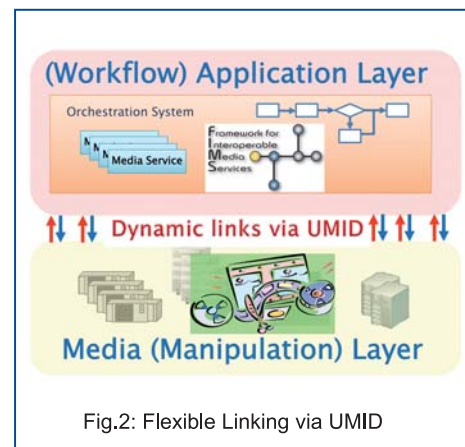 (Workflow) Application Layer
Orchestration System
M
M
M
Media Service
Framework for
Interoperable
Media
Services
Dynamic links via UMID
Media (Manipulation) Layer
Fig.2: Flexible Linking via UMID